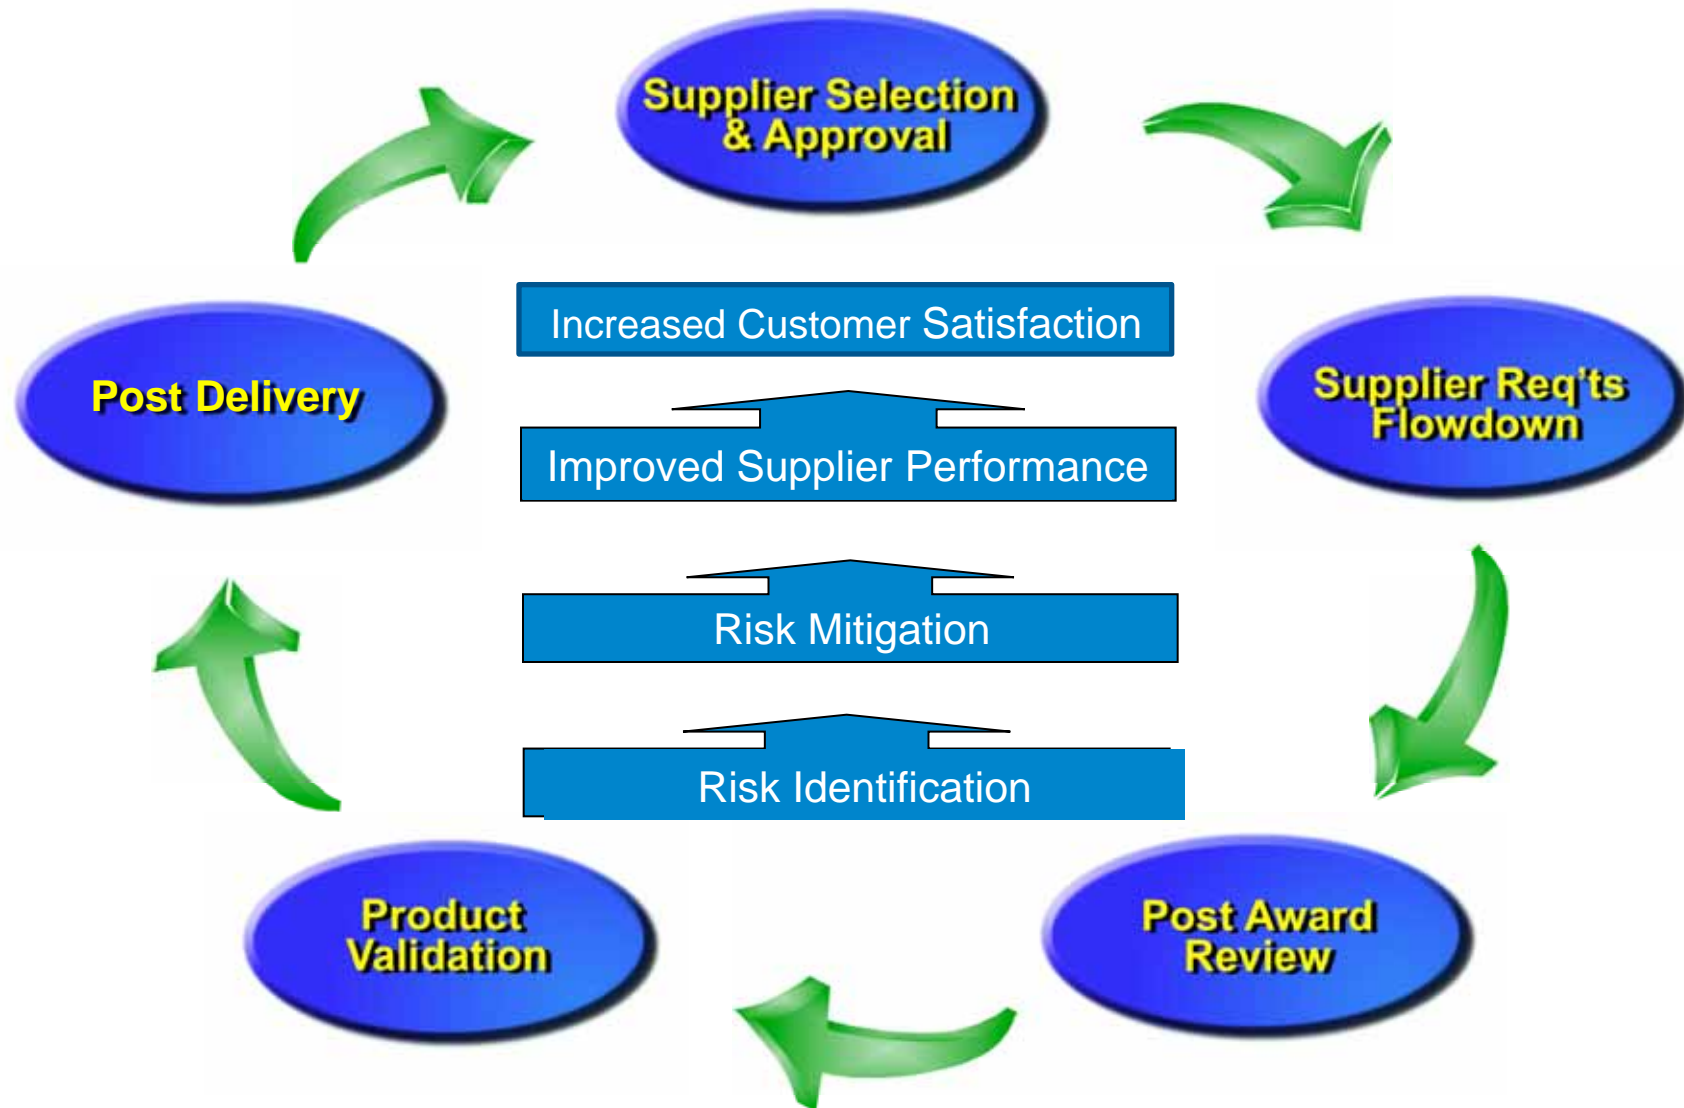 Supplier Selection
& Approval
Increased Customer Satisfaction
Post Delivery
Supplier Req'ts
Flowdown
Improved Supplier Performance
Risk Mitigation
Risk Identification
Product
Validation
Post Award
Review